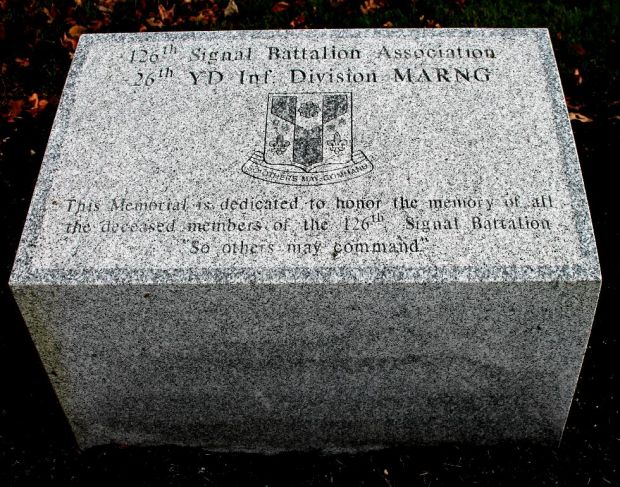 126th Signal Battalion Association
26th YD Inf. Division MARNG
SO OTHERS MAY COMMAND
This Memorial is dedicated to honor the memory of all
the deceased members of the 126th Signal Battalion
"So others may command"